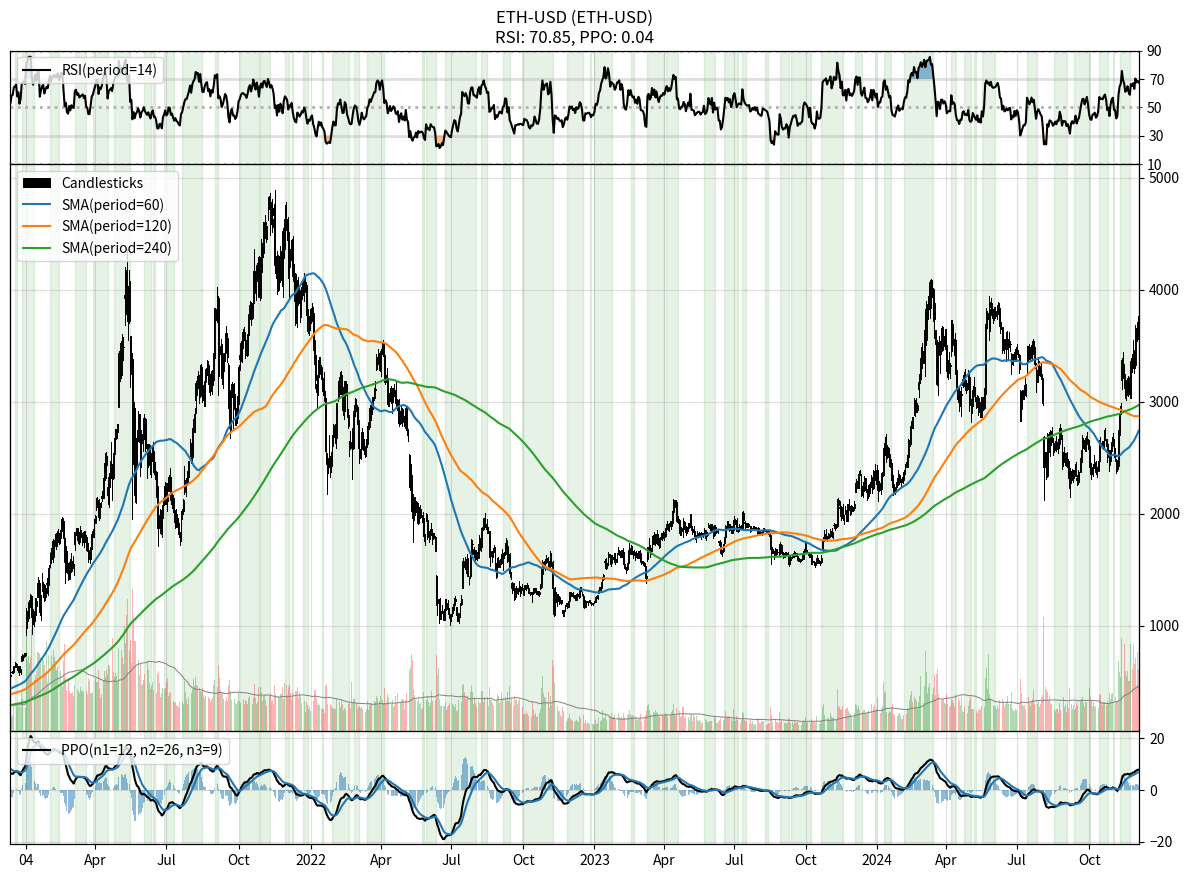 ETH-USD (ETH-USD)
RSI: 70.85, PPO: 0.04
RSI(period=14)
90
70
50
30
10
Candlesticks
SMA(period=60)
SMA(period=120)
SMA(period=240)
5000
4000
3000
2000
1000
PPO(n1=12, n2=26, n3=9)
20
0
−20
04 Apr Jul Oct 2022 Apr Jul Oct 2023 Apr Jul Oct 2024 Apr Jul Oct